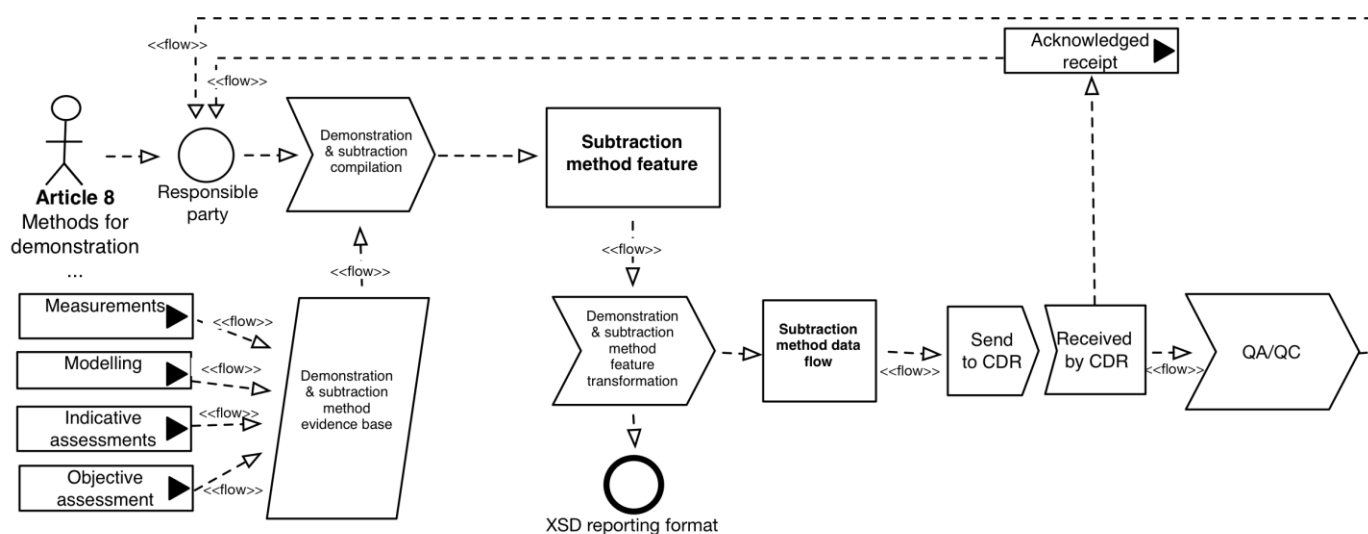 <<flow>>
Acknowledged
receipt
<<flow>>
Demonstration
& subtraction
compilation
Subtraction
method feature
Article 8
Methods for
demonstration
...
Responsible
party
<<flow>>
<<flow>>
Measurements
<<flow>>
Modelling
<<flow>>
Indicative
assessments
<<flow>>
Objective
assessment
<<flow>>
Demonstration
& subtraction
method
evidence base
Demonstration
& subtraction
method
feature
transformation
Subtraction
method data
flow
<<flow>>
Send
to CDR
Received
by CDR
<<flow>>
QA/QC
XSD reporting format